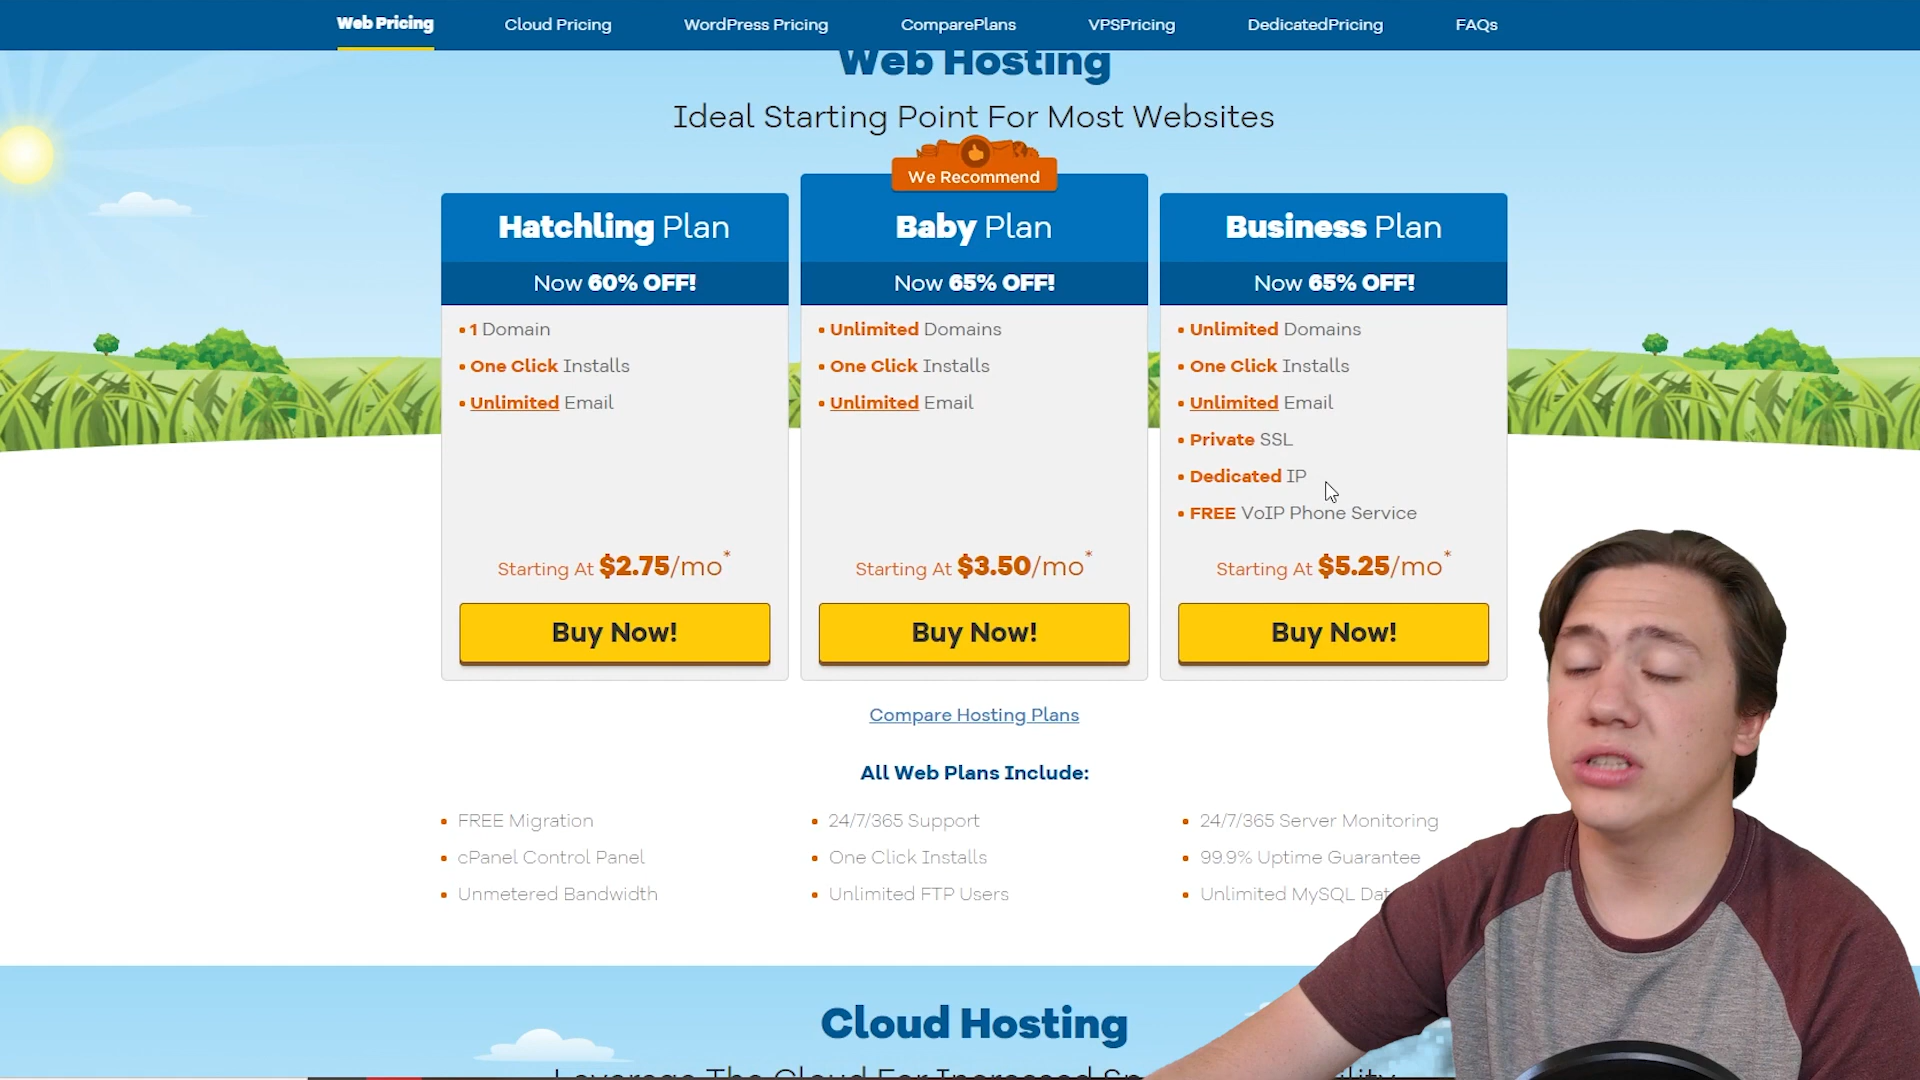 Web Pricing
Cloud Pricing
WordPress Pricing
ComparePlans
VPSPricing
DedicatedPricing
FAQs
Web Hosting
Ideal Starting Point For Most Websites
We Recommend
Hatchling Plan
Now 60% OFF!
• 1 Domain
• One Click Installs
• Unlimited Email
Starting At $2.75/mo*
Buy Now!
Baby Plan
Now 65% OFF!
• Unlimited Domains
• One Click Installs
• Unlimited Email
Starting At $3.50/mo*
Buy Now!
Business Plan
Now 65% OFF!
• Unlimited Domains
• One Click Installs
• Unlimited Email
• Private SSL
• Dedicated IP
• FREE VoIP Phone Service
Starting At $5.25/mo*
Buy Now!
Compare Hosting Plans
All Web Plans Include:
• FREE Migration
• cPanel Control Panel
• Unmetered Bandwidth
• 24/7/365 Support
• One Click Installs
• Unlimited FTP Users
• 24/7/365 Server Monitoring
• 99.9% Uptime Guarantee
• Unlimited MySQL
Cloud Hosting
Leverage The Cloud For Increased